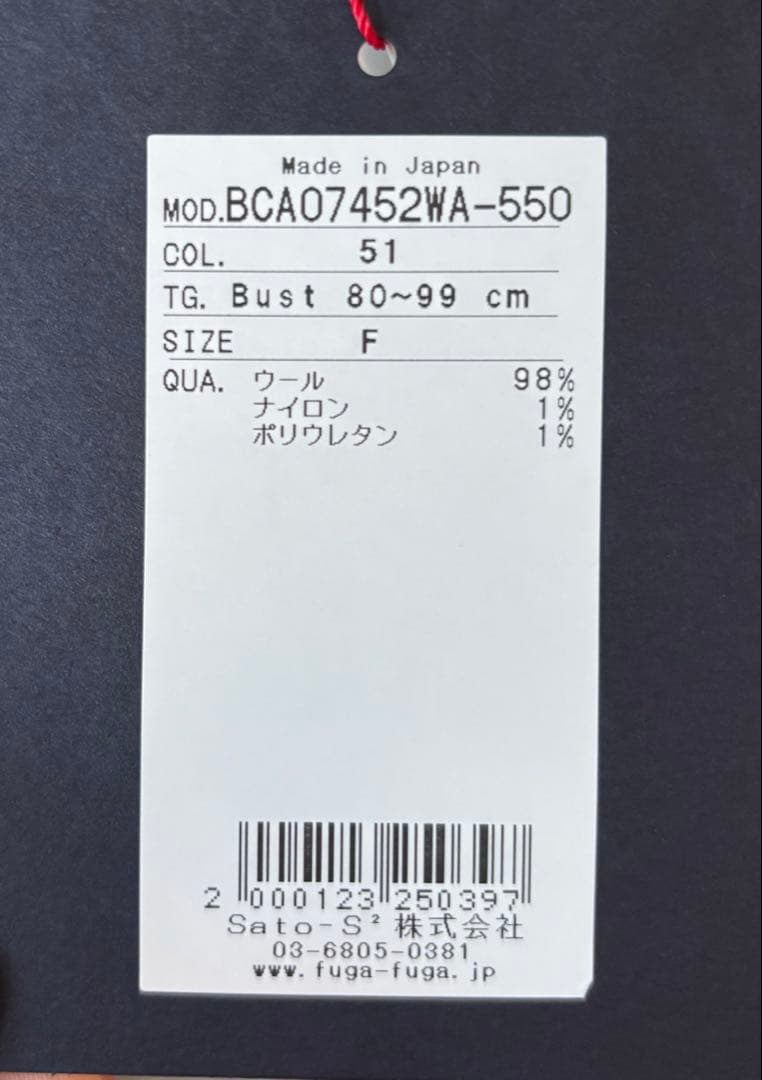 Made in Japan
MOD.BCA07452WA-550
COL. 51
TG. Bust 80~99 cm
SIZE F
QUA. ウール 98%
ナイロン 1%
ポリウレタン 1%
2 000123 250397
Sato-S² 株式会社
03-6805-0381
www.fuga-fuga.jp